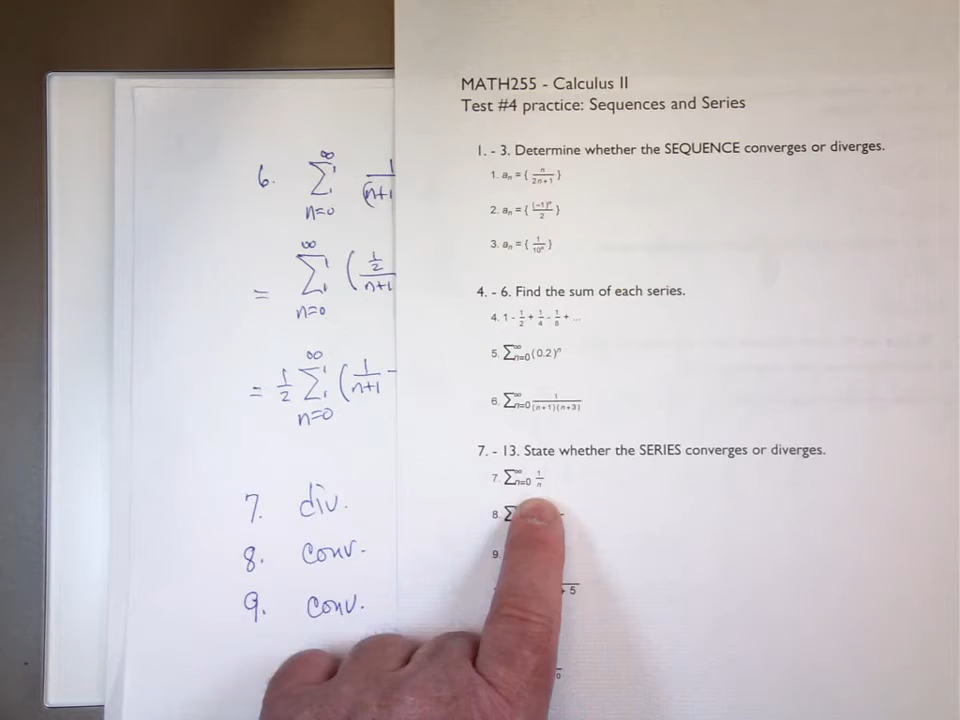 6. ∞ Σ n=0 1/(n+1
= ∞ Σ n=0 (1/2/n+1
= 1/2 ∞ Σ n=0 (1/n+1 -
7. div.
8. conv.
9. conv.
MATH255 - Calculus II
Test #4 practice: Sequences and Series
1. - 3. Determine whether the SEQUENCE converges or diverges.
1. aₙ = { n/2n+1 }
2. aₙ = { (-1)ⁿ/2 }
3. aₙ = { 1/10ⁿ }
4. - 6. Find the sum of each series.
4. 1 - 1/2 + 1/4 - 1/8 + ...
5. ∑∞n=0 (0.2)ⁿ
6. ∑∞n=0 1/(n+1)(n+3)
7. - 13. State whether the SERIES converges or diverges.
7. ∑∞n=0 1/n
8. ∑
9.
+ 5